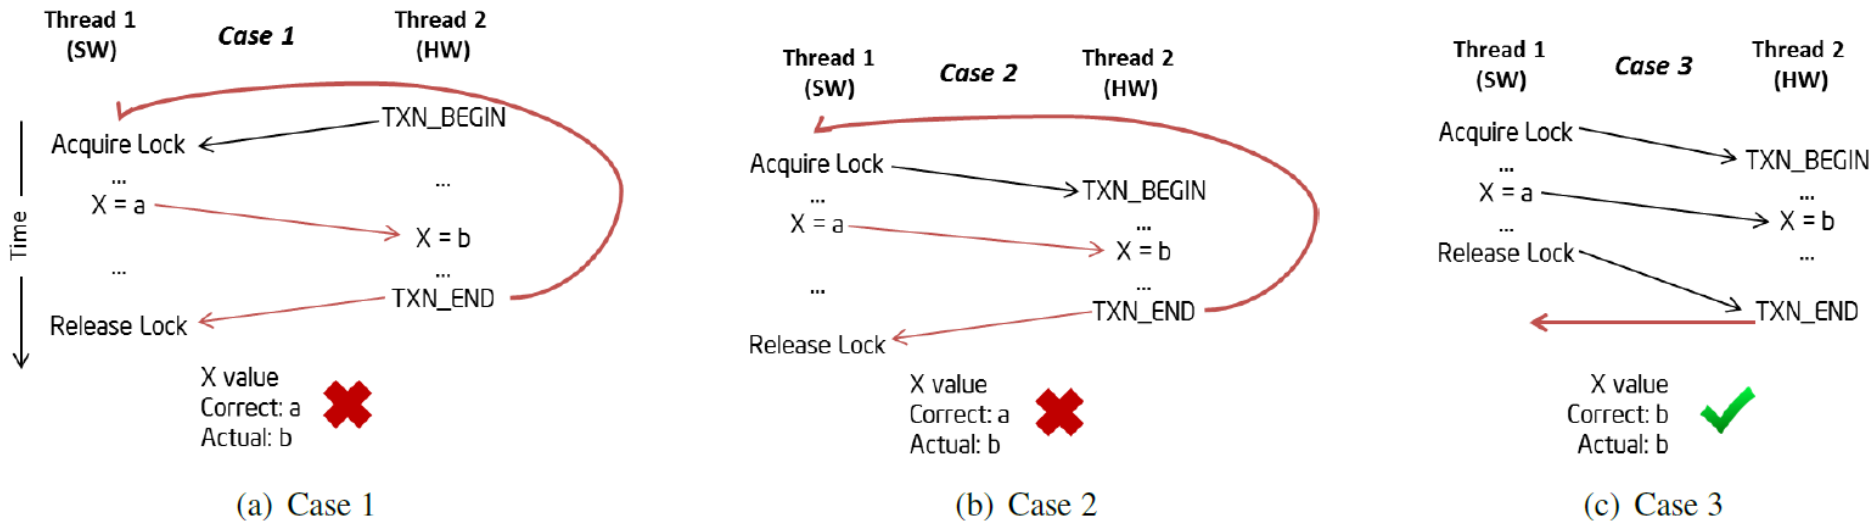 Thread 1
(SW)
Case 1
Thread 2
(HW)
TXN_BEGIN
Acquire Lock
...
...
X = a
X = b
...
...
TXN_END
Release Lock
Time
X value
Correct: a
Actual: b
(a) Case 1
Thread 1
(SW)
Case 2
Thread 2
(HW)
Acquire Lock
TXN_BEGIN
...
...
X = a
X = b
...
...
TXN_END
Release Lock
X value
Correct: a
Actual: b
(b) Case 2
Thread 1
(SW)
Case 3
Thread 2
(HW)
Acquire Lock
TXN_BEGIN
...
...
X = a
X = b
...
...
Release Lock
TXN_END
X value
Correct: b
Actual: b
(c) Case 3